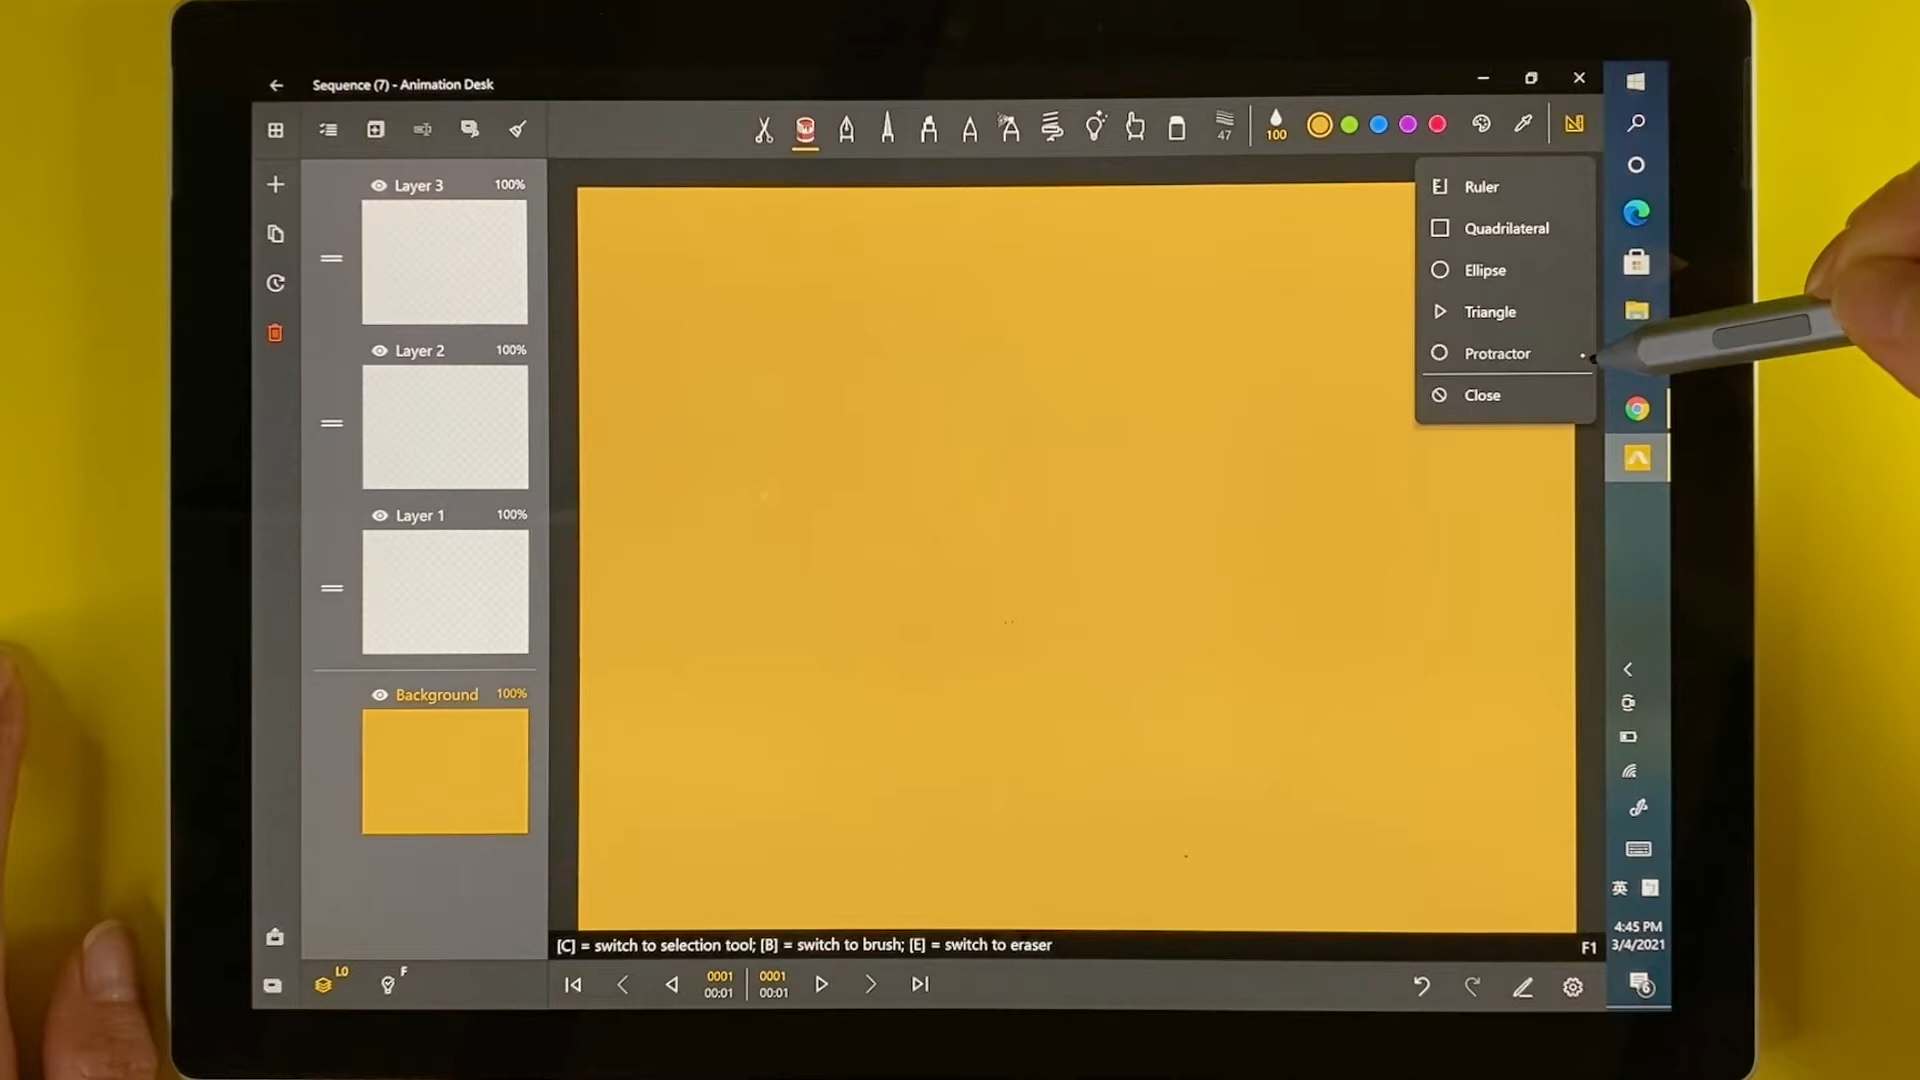 Sequence (7) - Animation Desk
47
100
Layer 3 100%
Layer 2 100%
Layer 1 100%
Background 100%
Ruler
Quadrilateral
Ellipse
Triangle
Protractor
Close
[C] = switch to selection tool; [B] = switch to brush; [E] = switch to eraser
F1
L0
F
0001
00:01
0001
00:01
英
4:45 PM
3/4/2021
6